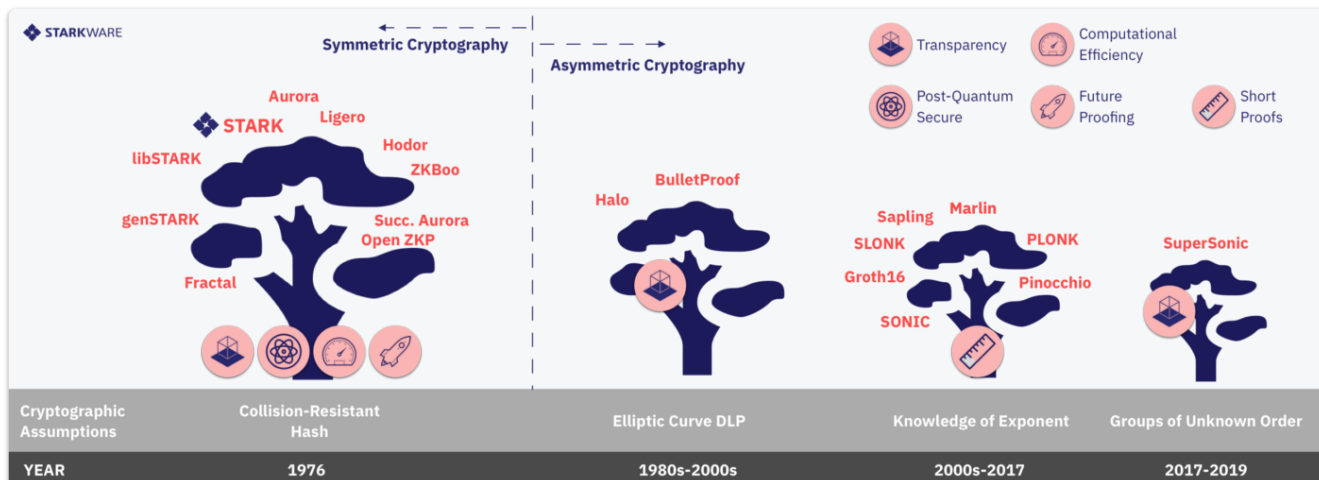 STARKWARE
Symmetric Cryptography
Asymmetric Cryptography
Transparency
Computational
Efficiency
Post-Quantum
Secure
Future
Proofing
Short
Proofs
Aurora
STARK
Ligero
libSTARK
Hodor
ZKBoo
genSTARK
Succ. Aurora
Open ZKP
Fractal
BulletProof
Halo
Marlin
Sapling
SLONK
PLONK
Groth16
Pinocchio
SONIC
SuperSonic
Cryptographic
Assumptions
Collision-Resistant
Hash
Elliptic Curve DLP
Knowledge of Exponent
Groups of Unknown Order
YEAR
1976
1980s-2000s
2000s-2017
2017-2019